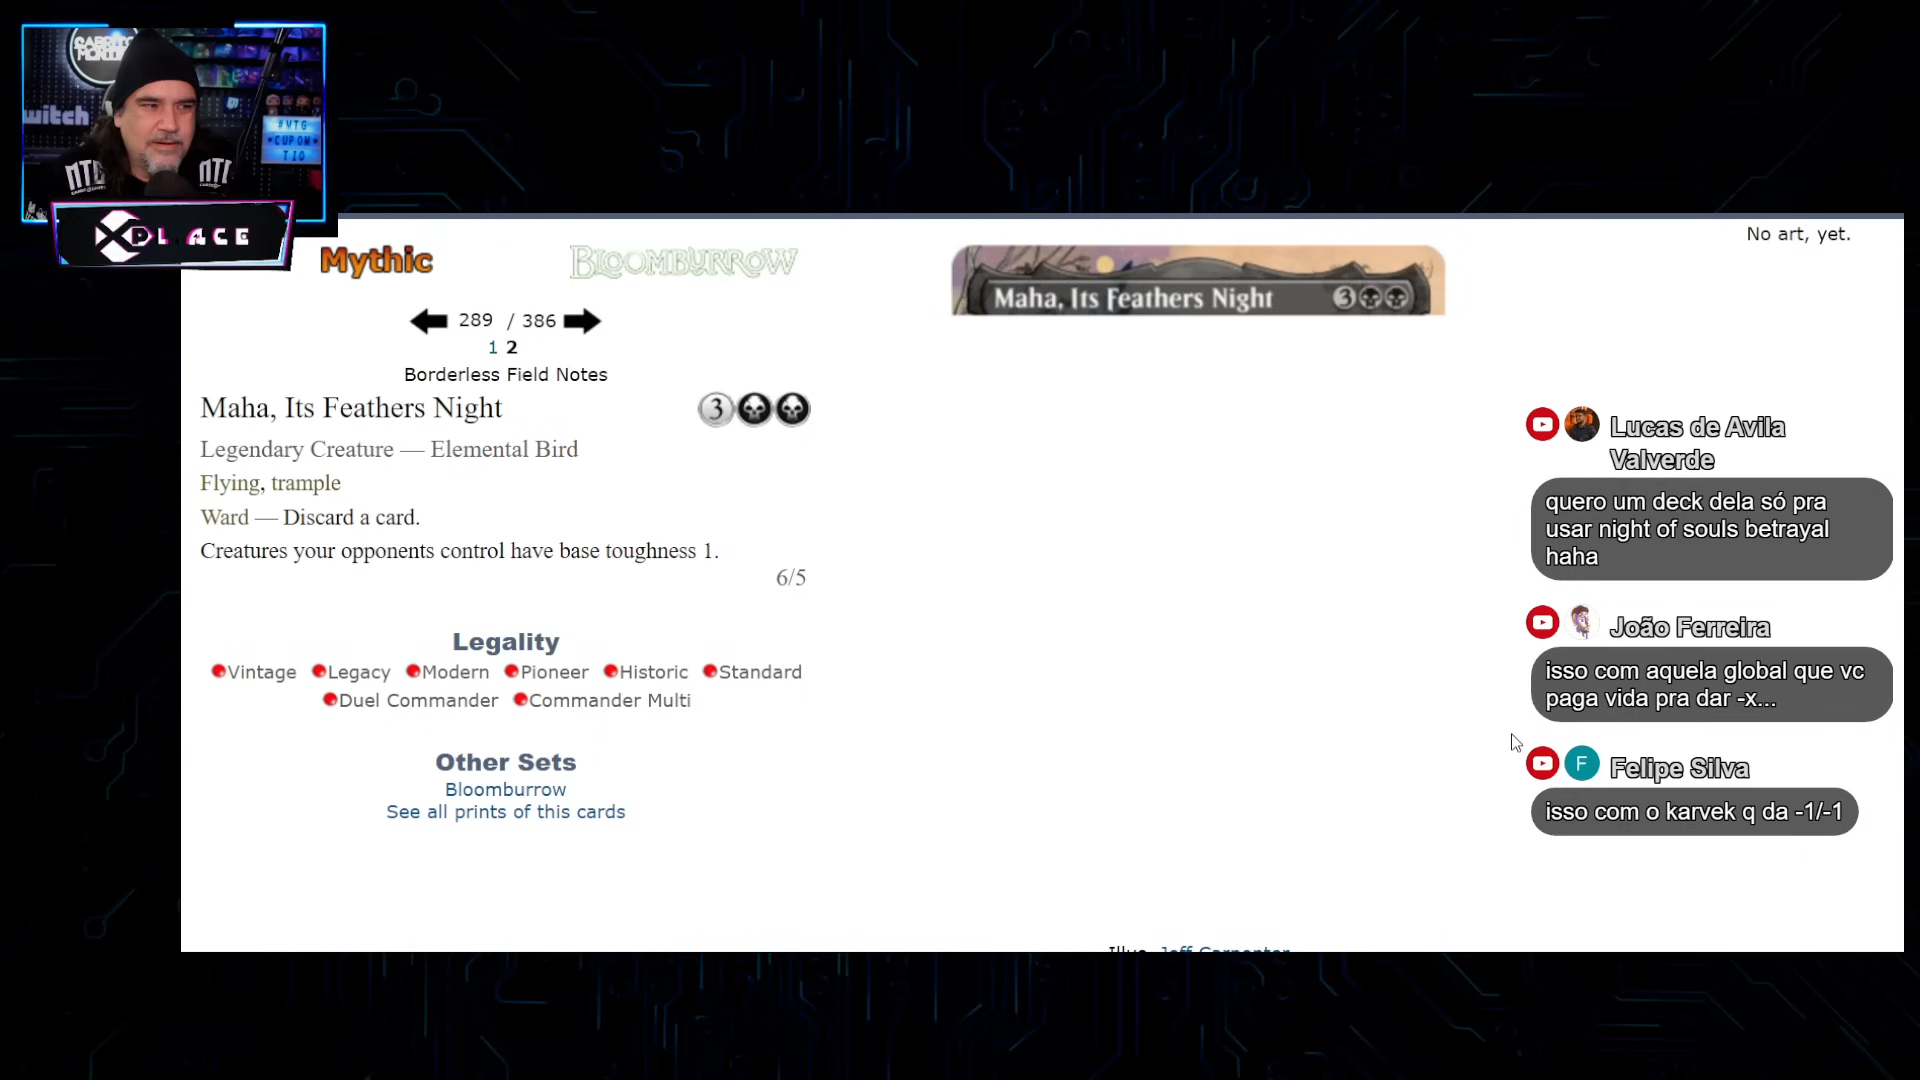 witch
#MTG
CUPOM
TIO
XPLACE
No art, yet.
Mythic
BLOOMBURROW
Maha, Its Feathers Night 3
289 / 386
1 2
Borderless Field Notes
Maha, Its Feathers Night 3
Legendary Creature — Elemental Bird
Flying, trample
Ward — Discard a card.
Creatures your opponents control have base toughness 1.
6/5
Legality
Vintage Legacy Modern Pioneer Historic Standard
Duel Commander Commander Multi
Other Sets
Bloomburrow
See all prints of this cards
Lucas de Avila
Valverde
quero um deck dela só pra
usar night of souls betrayal
haha
João Ferreira
isso com aquela global que vc
paga vida pra dar -x...
F Felipe Silva
isso com o karvek q da -1/-1